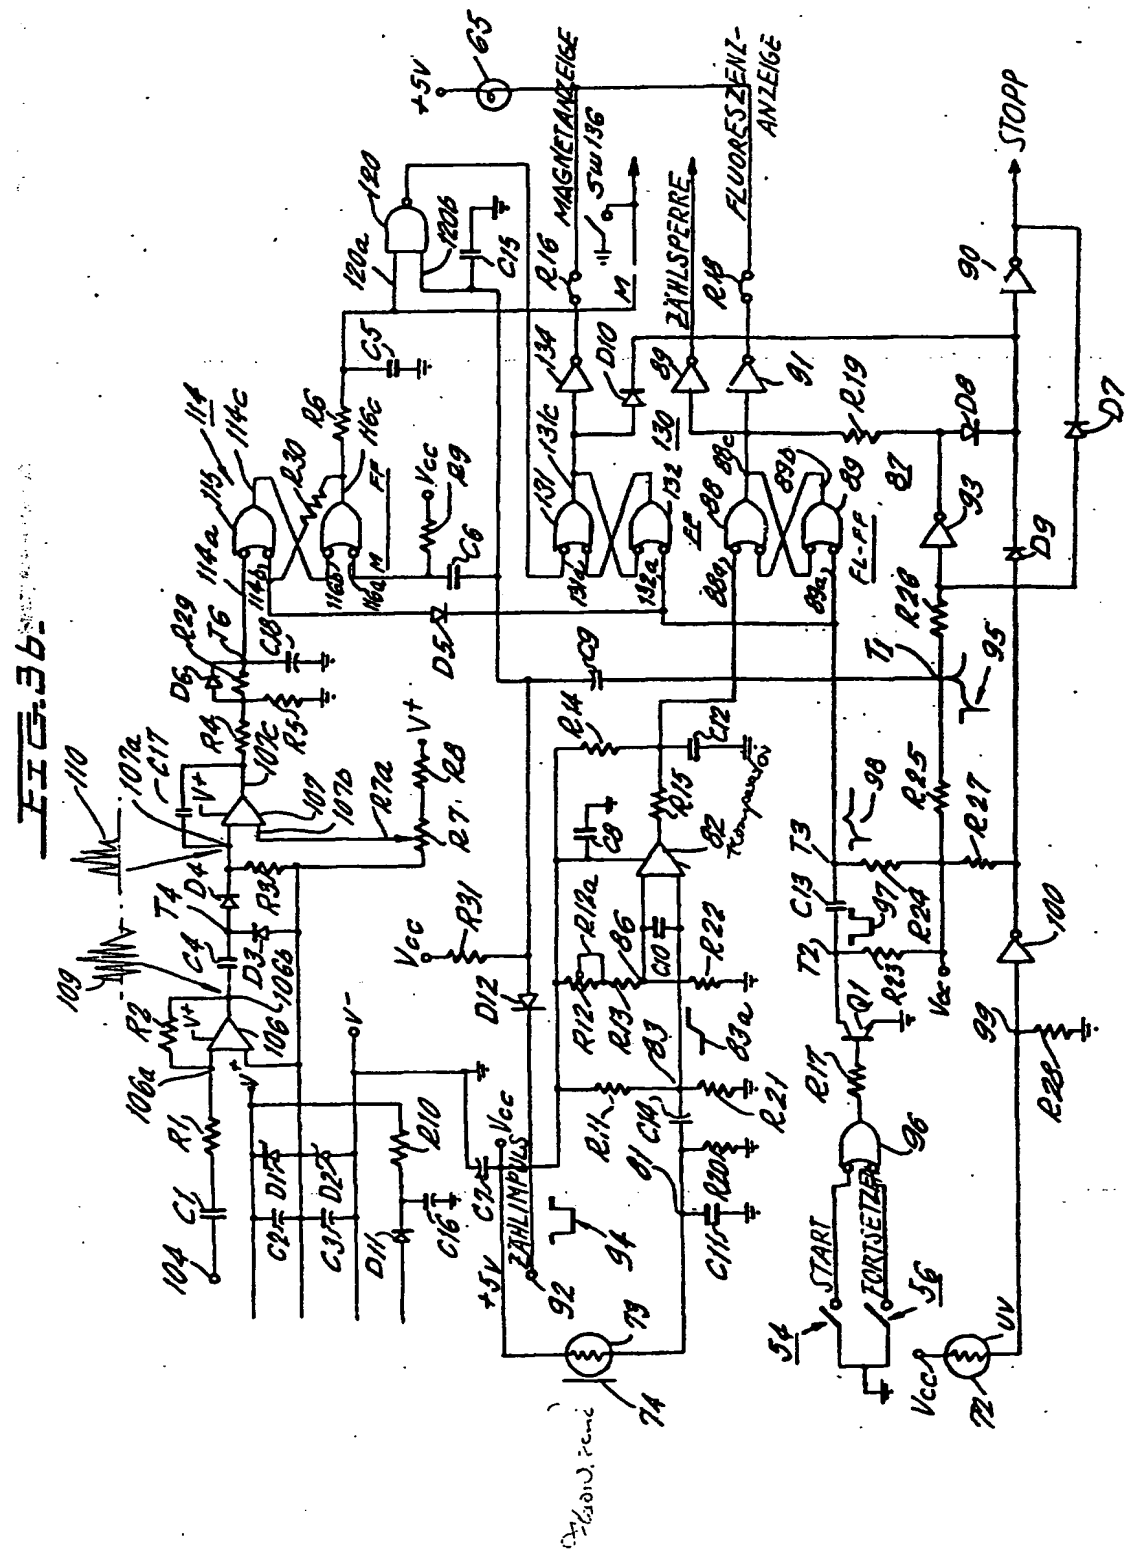 FIG. 3b.
104
C1
R1
106a
R2
V+
106
106b
109
C4
T4
D3
D4
R3
110
107a
C17
V+
107
107b
107c
R7a
R7
R8
V+
R4
R5
D6
R29
T6
C18
114a
114b
115
114
114c
R30
116b
116a
M
FF
116c
R6
C5
120a
120
120b
C15
+5V
65
V+
C2
D1
C3
D2
V-
D11
R10
C16
C7
Vcc
R31
D12
D5
Vcc
R9
C6
131
131a
131c
134
R16
MAGNETANZEIGE
SW136
M
132a
132
FF
130
D10
89
ZÄHLSPERRE
+5V
ZÄHLIMPULS
92
94
73
74
81
C11
R20
C14
R11
R21
83
83a
R12
R12a
R13
86
C10
R22
C8
82
Komparator
R15
R14
C12
C9
88a
88
88c
89b
89a
89
FL-FF
87
R19
91
R18
FLUORESZENZ-
ANZEIGE
54
START
FORTSETZEN
56
96
R17
Q1
T2
C13
T3
R23
97
R24
98
Vcc
R25
R27
T1
95
R26
93
D8
D9
D7
90
STOPP
Vcc
72
UV
99
R28
100